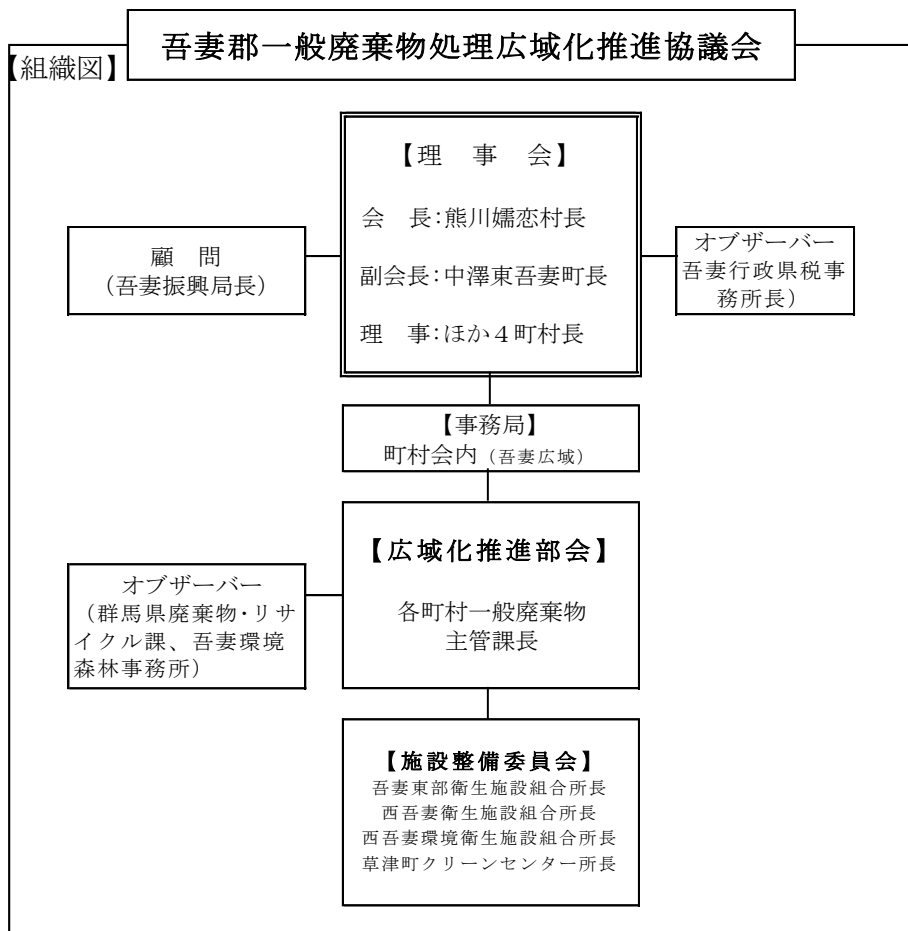 吾妻郡一般廃棄物処理広域化推進協議会
【組織図】
【理　事　会】
会　長：熊川嬬恋村長
副会長：中澤東吾妻町長
理　事：ほか４町村長
顧　問
（吾妻振興局長）
オブザーバー
吾妻行政県税事
務所長）
【事務局】
町村会内（吾妻広域）
【広域化推進部会】
各町村一般廃棄物
主管課長
オブザーバー
（群馬県廃棄物・リサ
イクル課、吾妻環境
森林事務所）
【施設整備委員会】
吾妻東部衛生施設組合所長
西吾妻衛生施設組合所長
西吾妻環境衛生施設組合所長
草津町クリーンセンター所長